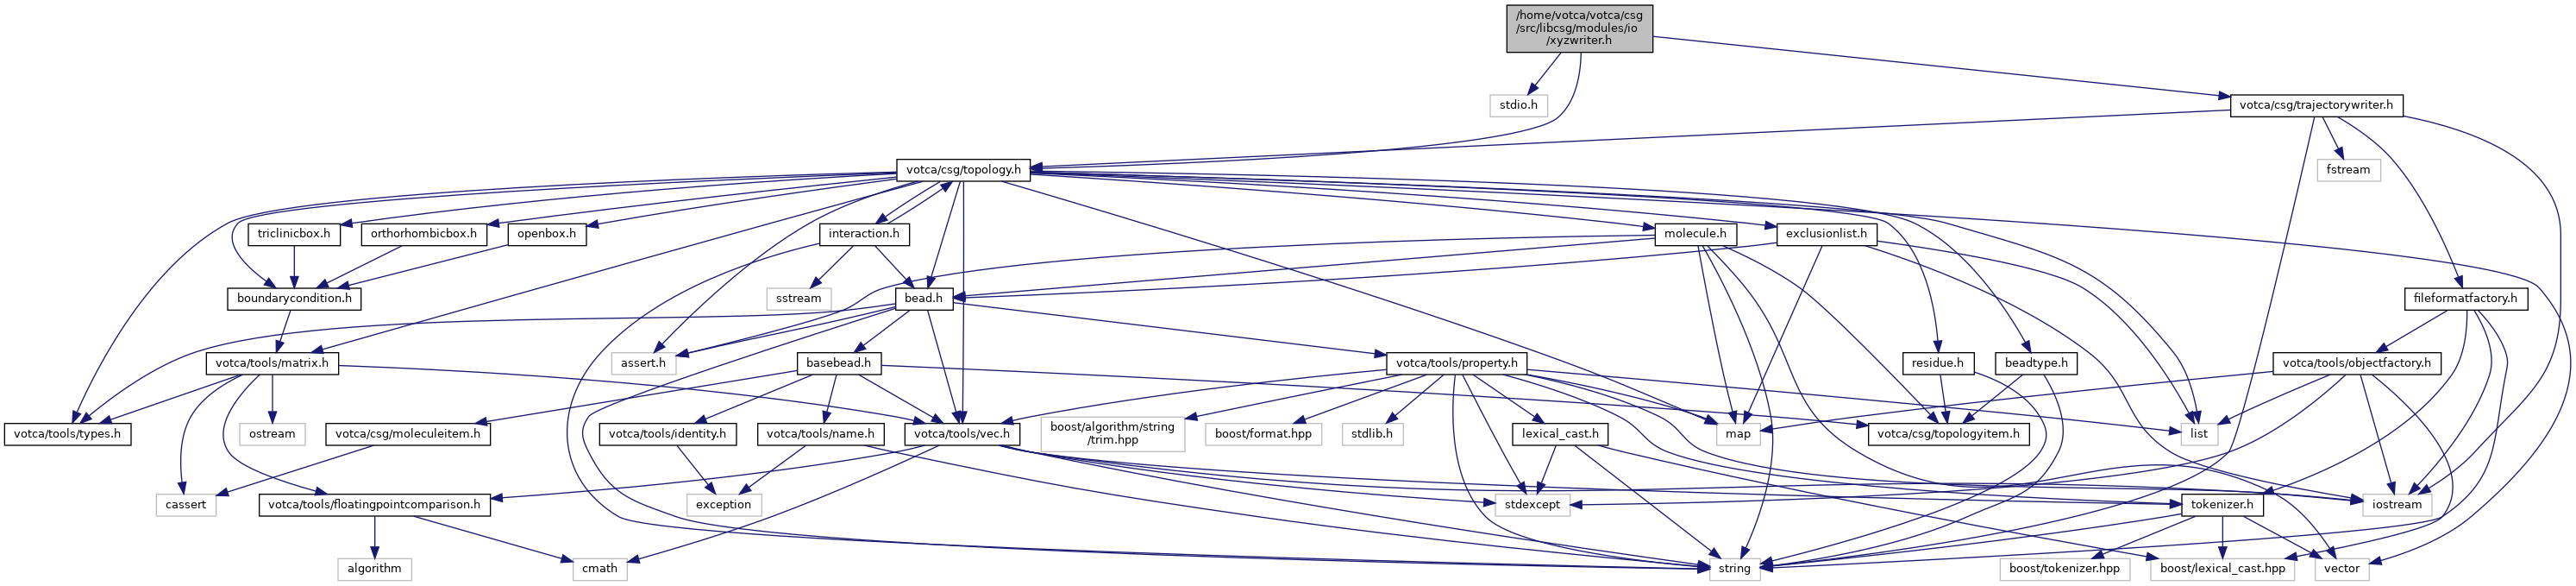 /home/votca/votca/csg
/src/libcsg/modules/io
/xyzwriter.h
stdio.h
votca/csg/trajectorywriter.h
votca/csg/topology.h
fstream
triclinicbox.h
orthorhombicbox.h
openbox.h
interaction.h
molecule.h
exclusionlist.h
boundarycondition.h
sstream
bead.h
fileformatfactory.h
votca/tools/matrix.h
assert.h
basebead.h
votca/tools/property.h
residue.h
beadtype.h
votca/tools/objectfactory.h
votca/tools/types.h
ostream
votca/csg/moleculeitem.h
votca/tools/identity.h
votca/tools/name.h
votca/tools/vec.h
boost/algorithm/string
/trim.hpp
boost/format.hpp
stdlib.h
lexical_cast.h
map
votca/csg/topologyitem.h
list
cassert
votca/tools/floatingpointcomparison.h
exception
stdexcept
tokenizer.h
iostream
algorithm
cmath
string
boost/tokenizer.hpp
boost/lexical_cast.hpp
vector